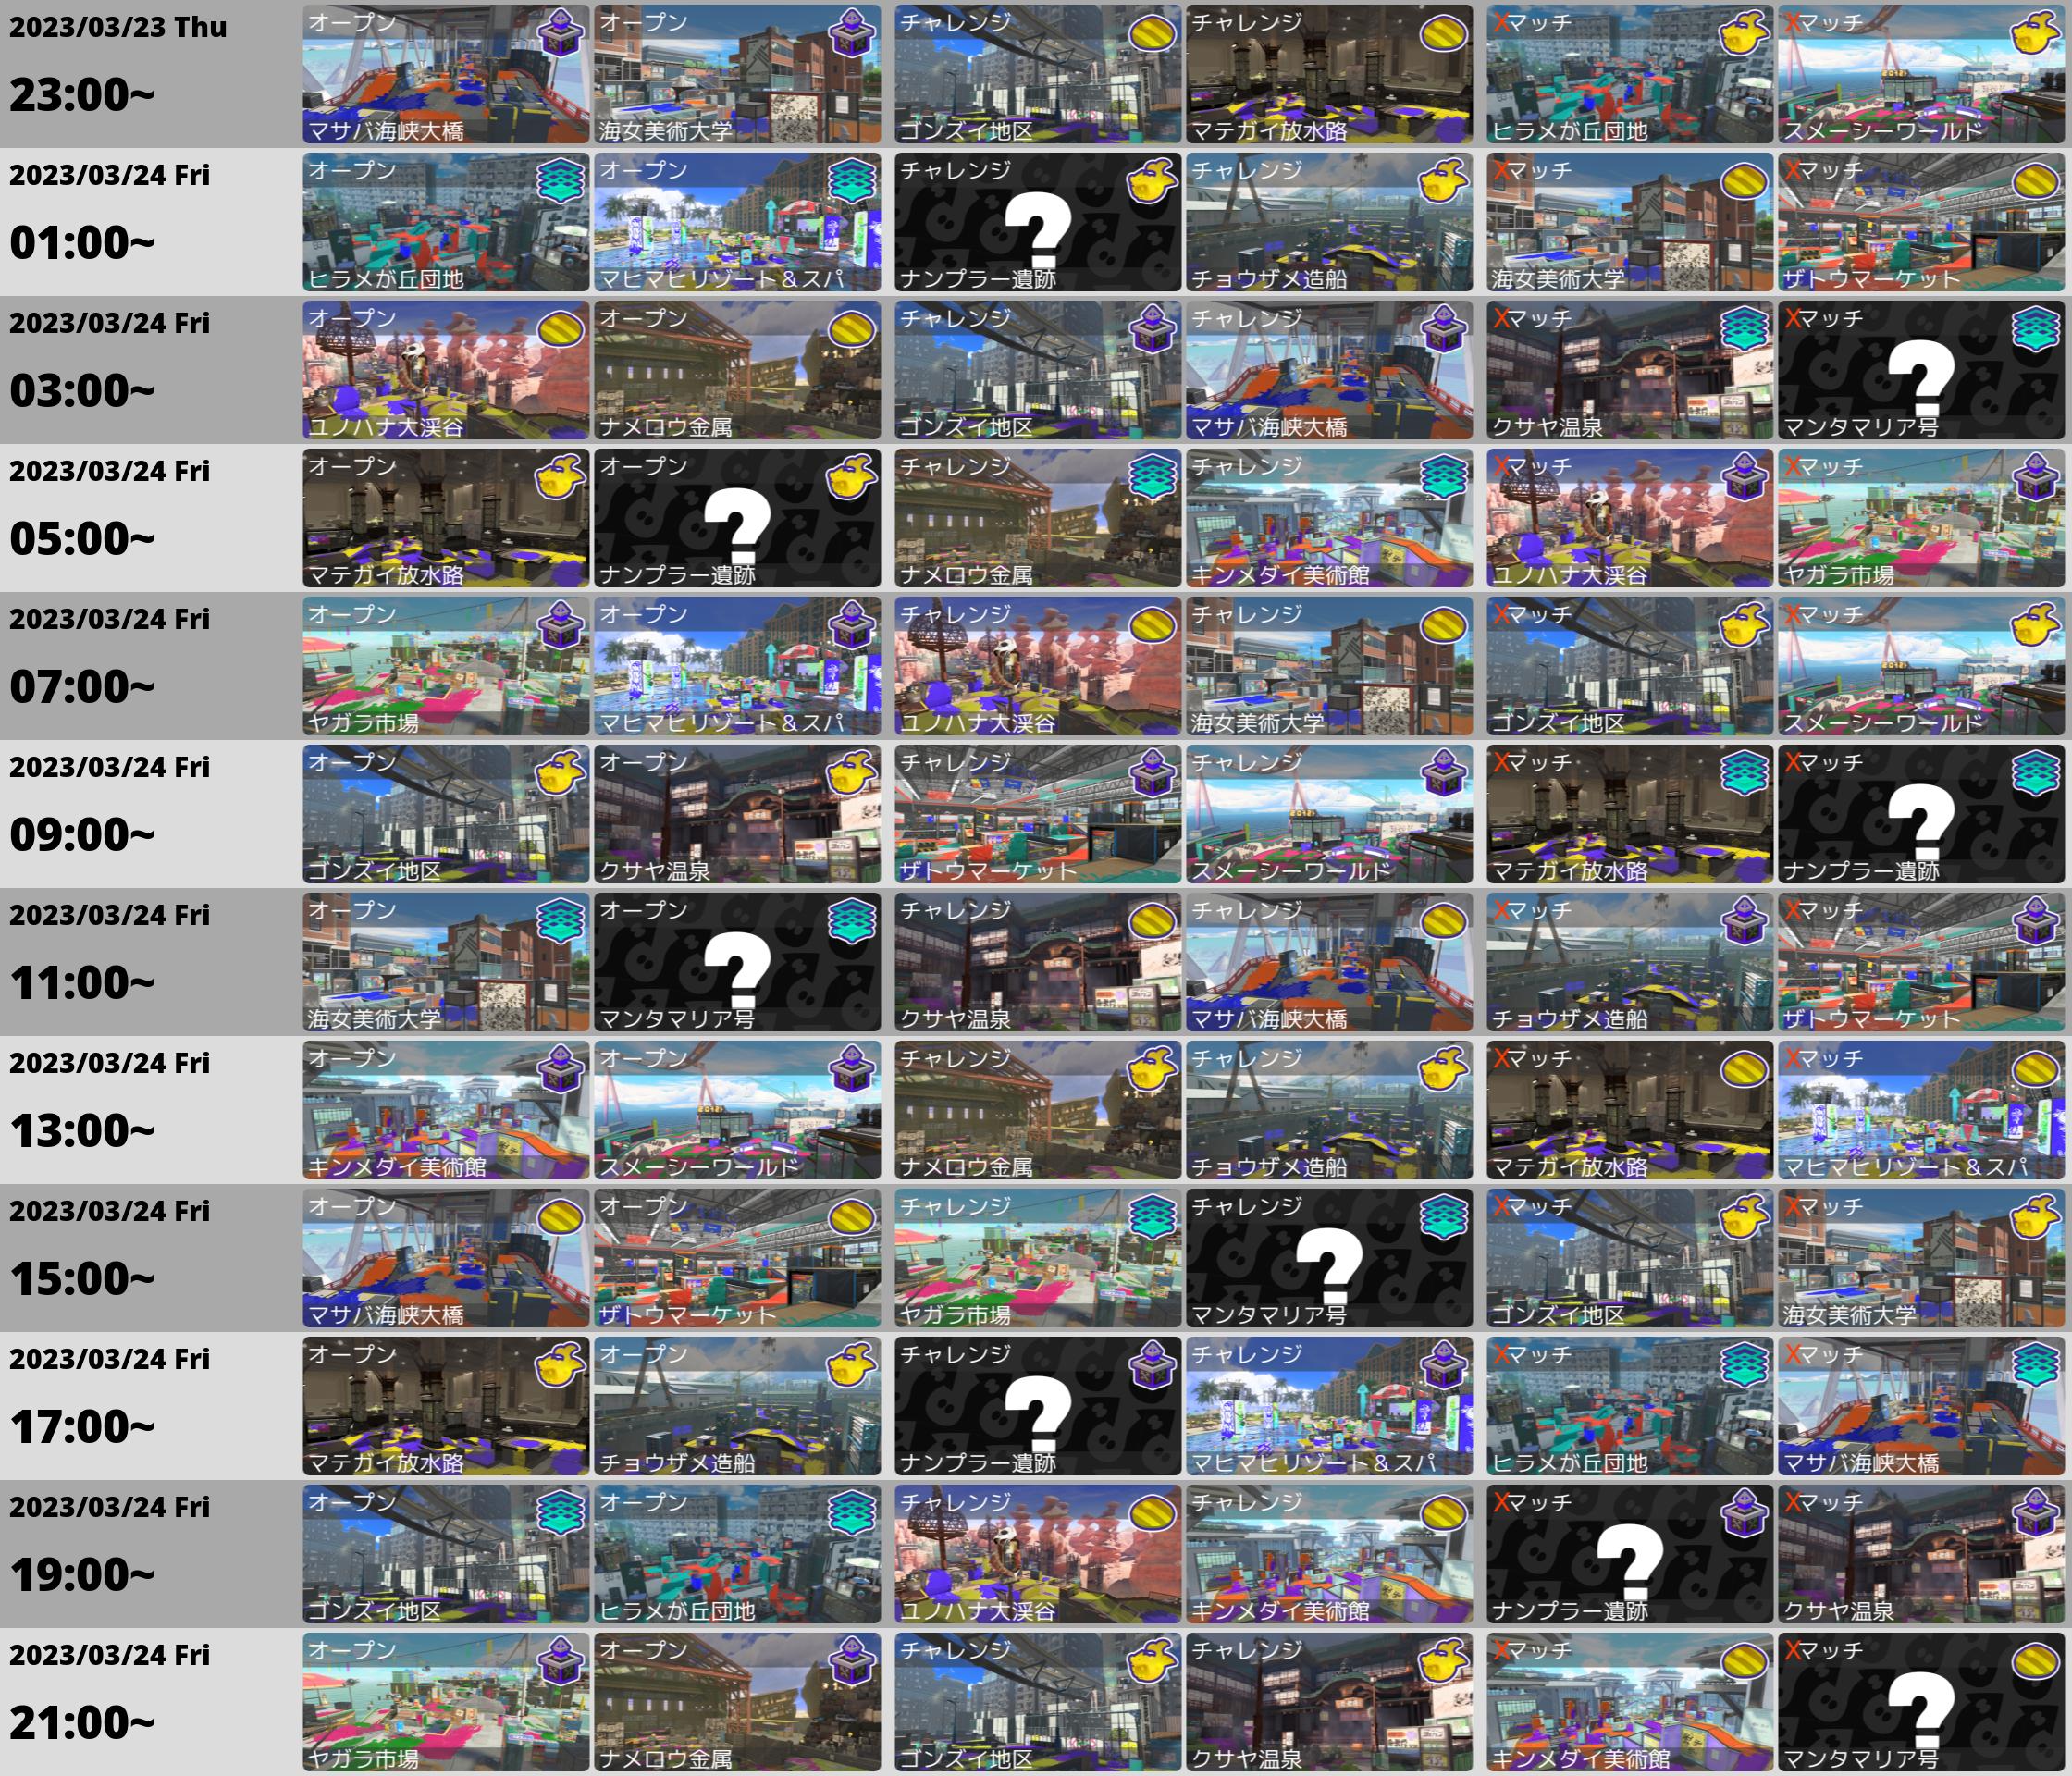 2023/03/23 Thu
23:00~
オープン
マサバ海峡大橋
オープン
海女美術大学
チャレンジ
ゴンズイ地区
チャレンジ
マテガイ放水路
Xマッチ
ヒラメが丘団地
Xマッチ
スメーシーワールド
2023/03/24 Fri
01:00~
オープン
ヒラメが丘団地
オープン
マヒマヒリゾート&スパ
チャレンジ
?
ナンプラー遺跡
チャレンジ
チョウザメ造船
Xマッチ
海女美術大学
Xマッチ
ザトウマーケット
2023/03/24 Fri
03:00~
オープン
ユノハナ大渓谷
オープン
ナメロウ金属
チャレンジ
ゴンズイ地区
チャレンジ
マサバ海峡大橋
Xマッチ
クサヤ温泉
Xマッチ
?
マンタマリア号
2023/03/24 Fri
05:00~
オープン
マテガイ放水路
オープン
?
ナンプラー遺跡
チャレンジ
ナメロウ金属
チャレンジ
キンメダイ美術館
Xマッチ
ユノハナ大渓谷
Xマッチ
ヤガラ市場
2023/03/24 Fri
07:00~
オープン
ヤガラ市場
オープン
マヒマヒリゾート&スパ
チャレンジ
ユノハナ大渓谷
チャレンジ
海女美術大学
Xマッチ
ゴンズイ地区
Xマッチ
スメーシーワールド
2023/03/24 Fri
09:00~
オープン
ゴンズイ地区
オープン
クサヤ温泉
チャレンジ
ザトウマーケット
チャレンジ
スメーシーワールド
Xマッチ
マテガイ放水路
Xマッチ
?
ナンプラー遺跡
2023/03/24 Fri
11:00~
オープン
海女美術大学
オープン
?
マンタマリア号
チャレンジ
クサヤ温泉
チャレンジ
マサバ海峡大橋
Xマッチ
チョウザメ造船
Xマッチ
ザトウマーケット
2023/03/24 Fri
13:00~
オープン
キンメダイ美術館
オープン
スメーシーワールド
チャレンジ
ナメロウ金属
チャレンジ
チョウザメ造船
Xマッチ
マテガイ放水路
Xマッチ
マヒマヒリゾート&スパ
2023/03/24 Fri
15:00~
オープン
マサバ海峡大橋
オープン
ザトウマーケット
チャレンジ
ヤガラ市場
チャレンジ
?
マンタマリア号
Xマッチ
ゴンズイ地区
Xマッチ
海女美術大学
2023/03/24 Fri
17:00~
オープン
マテガイ放水路
オープン
チョウザメ造船
チャレンジ
?
ナンプラー遺跡
チャレンジ
マヒマヒリゾート&スパ
Xマッチ
ヒラメが丘団地
Xマッチ
マサバ海峡大橋
2023/03/24 Fri
19:00~
オープン
ゴンズイ地区
オープン
ヒラメが丘団地
チャレンジ
ユノハナ大渓谷
チャレンジ
キンメダイ美術館
Xマッチ
?
ナンプラー遺跡
Xマッチ
クサヤ温泉
2023/03/24 Fri
21:00~
オープン
ヤガラ市場
オープン
ナメロウ金属
チャレンジ
ゴンズイ地区
チャレンジ
クサヤ温泉
Xマッチ
キンメダイ美術館
Xマッチ
?
マンタマリア号